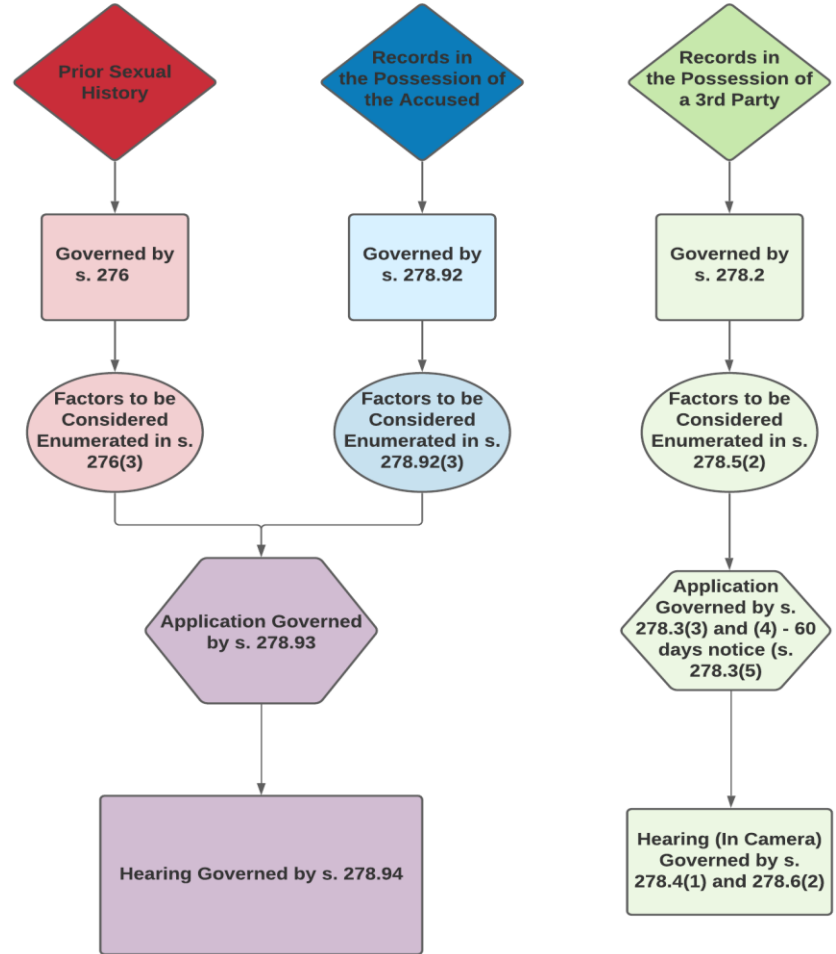 Prior Sexual
History
Records in
the Possession of
the Accused
Records in
the Possession of
a 3rd Party
Governed by
s. 276
Governed by
s. 278.92
Governed by
s. 278.2
Factors to be
Considered
Enumerated in s.
276(3)
Factors to be
Considered
Enumerated in s.
278.92(3)
Factors to be
Considered
Enumerated in s.
278.5(2)
Application Governed
by s. 278.93
Application
Governed by s.
278.3(3) and (4) - 60
days notice (s.
278.3(5)
Hearing Governed by s. 278.94
Hearing (In Camera)
Governed by s.
278.4(1) and 278.6(2)